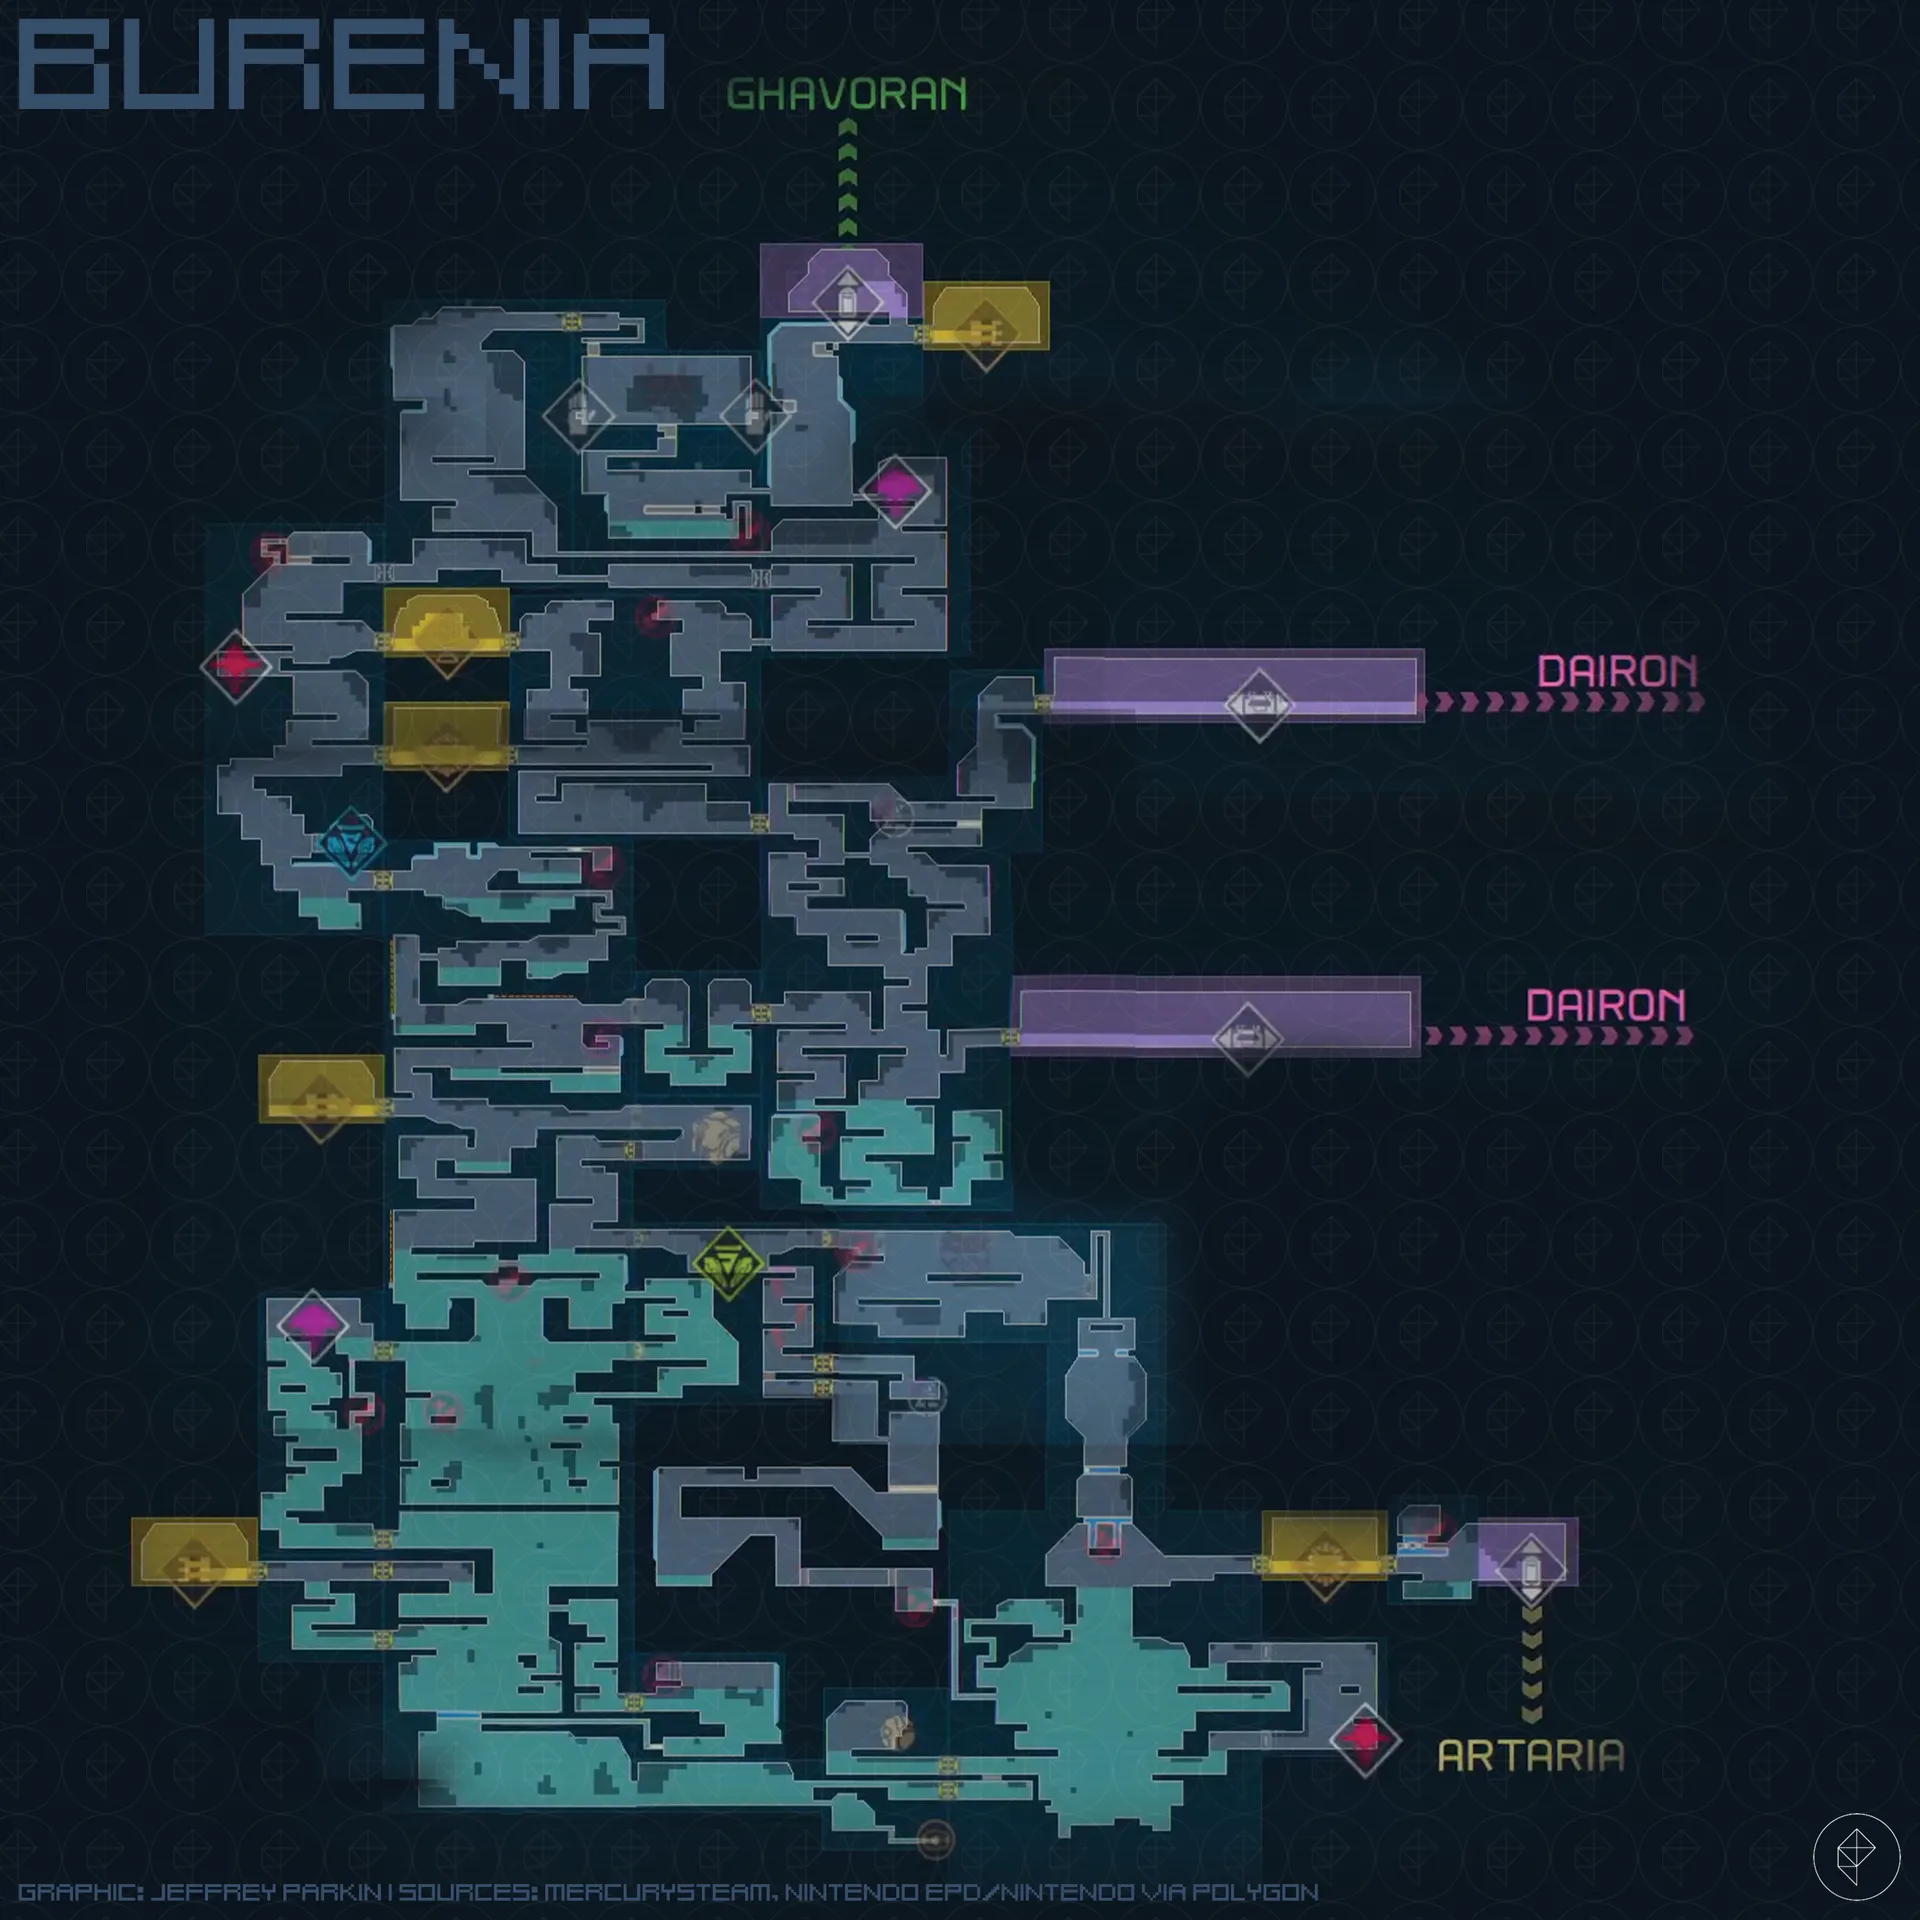 BURENIA
GHAVORAN
DAIRON
DAIRON
ARTARIA
GRAPHIC: JEFFREY PARKIN | SOURCES: MERCURYSTEAM, NINTENDO EPD/NINTENDO VIA POLYGON